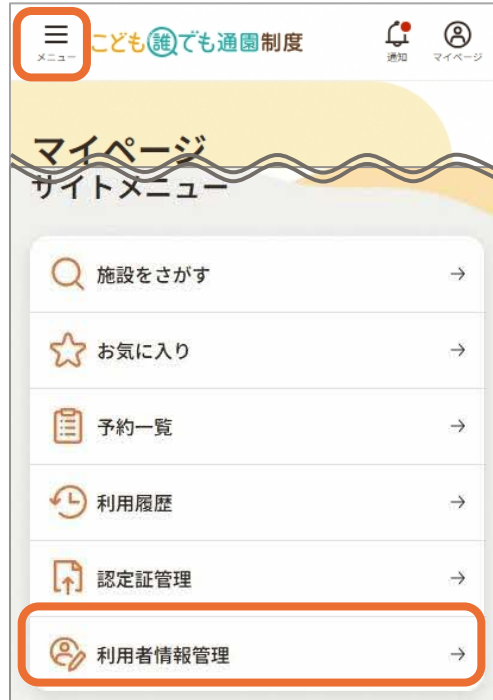 メニュー
こども誰でも通園制度
通知
マイページ
マイページ
サイトメニュー
施設をさがす
お気に入り
予約一覧
利用履歴
認定証管理
利用者情報管理